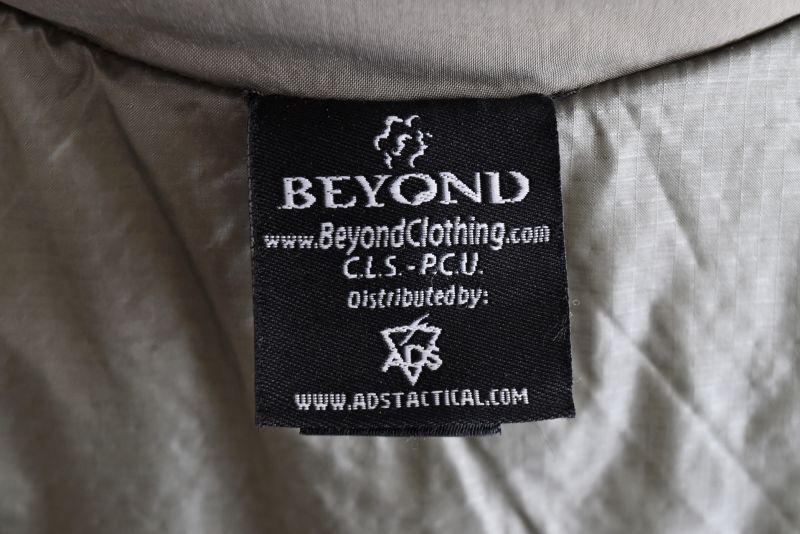 BEYOND
www.BeyondClothing.com
C.L.S.-P.C.U.
Distributed by:
ADS
WWW.ADSTACTICAL.COM